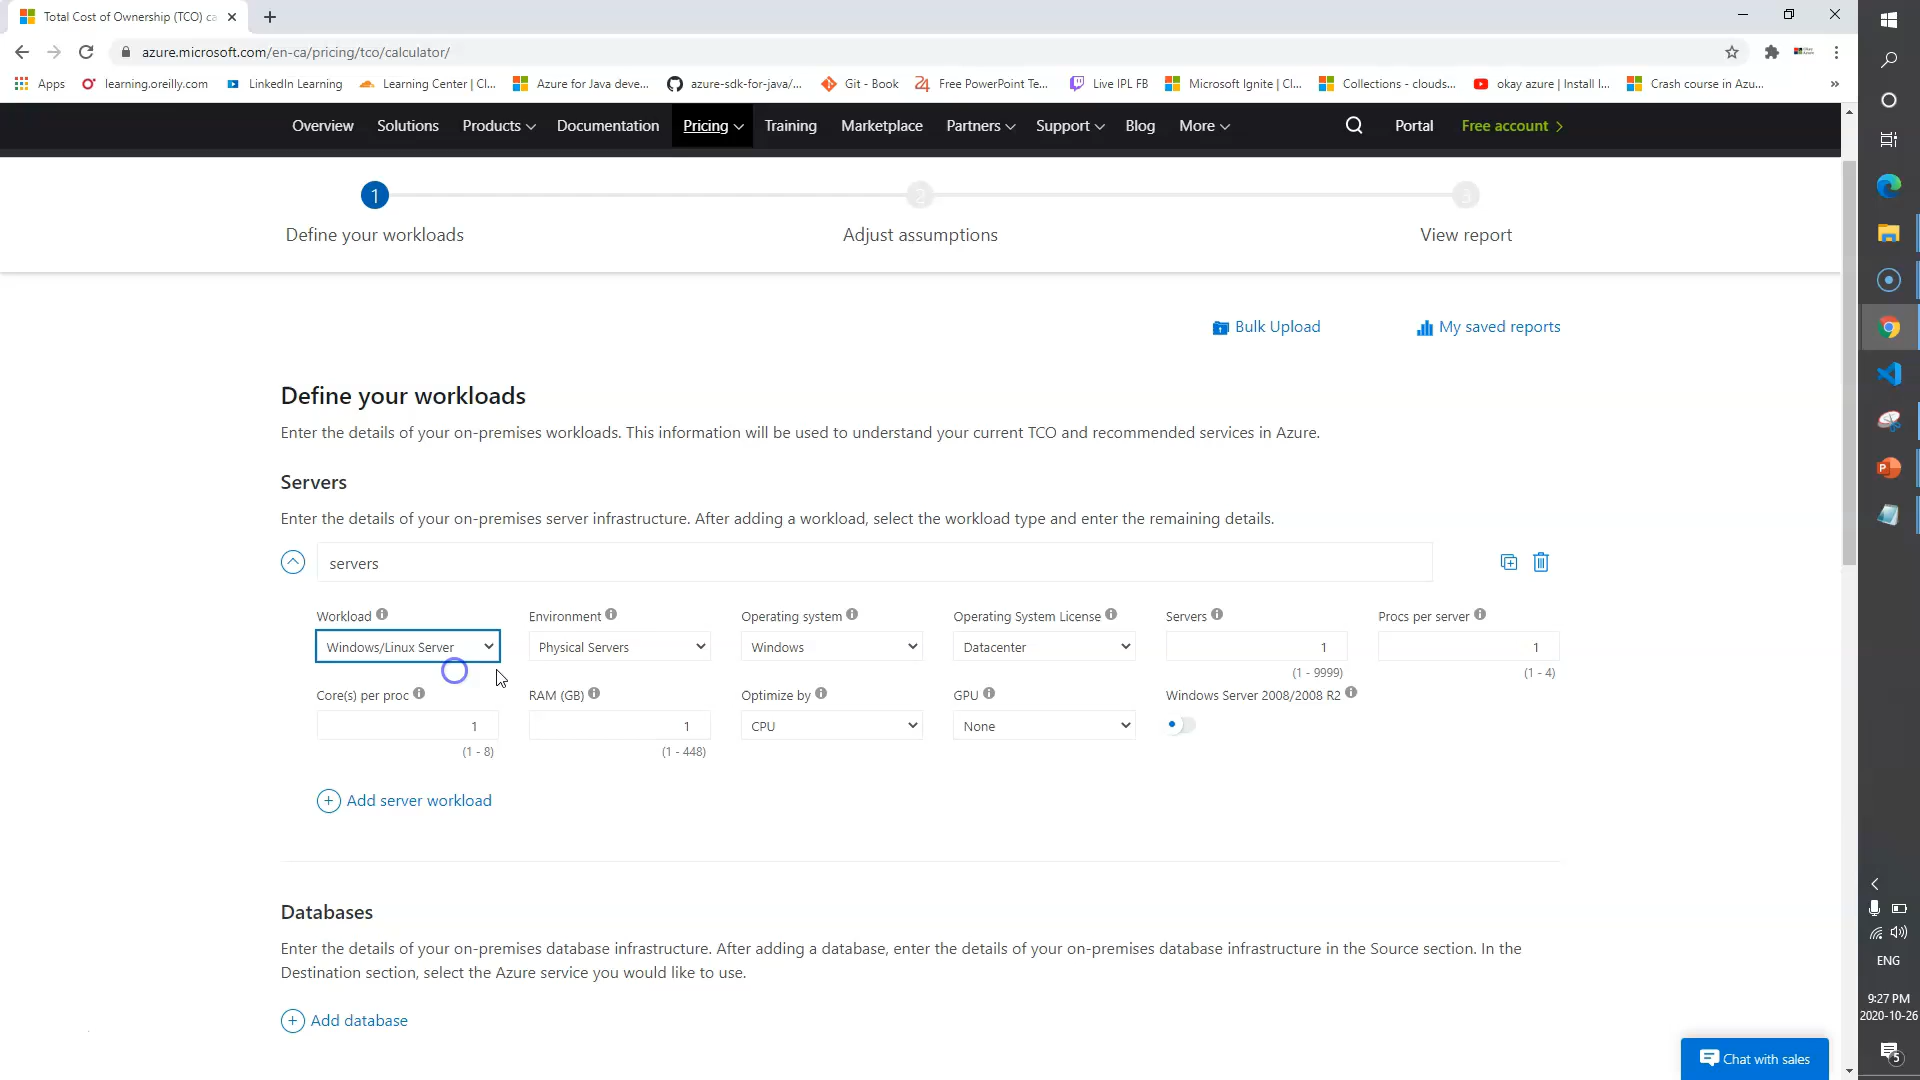 Total Cost of Ownership (TCO) ca
azure.microsoft.com/en-ca/pricing/tco/calculator/
Apps learning.oreilly.com LinkedIn Learning Learning Center | Cl... Azure for Java deve... azure-sdk-for-java/... Git - Book Free PowerPoint Te... Live IPL FB Microsoft Ignite | Cl... Collections - clouds... okay azure | Install I... Crash course in Azu... »
Overview Solutions Products Documentation Pricing Training Marketplace Partners Support Blog More Portal Free account
1 2 3
Define your workloads Adjust assumptions View report
Bulk Upload My saved reports
Define your workloads
Enter the details of your on-premises workloads. This information will be used to understand your current TCO and recommended services in Azure.
Servers
Enter the details of your on-premises server infrastructure. After adding a workload, select the workload type and enter the remaining details.
servers
Workload Environment Operating system Operating System License Servers Procs per server
Windows/Linux Server Physical Servers Windows Datacenter 1 1
(1 - 9999) (1 - 4)
Core(s) per proc RAM (GB) Optimize by GPU Windows Server 2008/2008 R2
1 1 CPU None
(1 - 8) (1 - 448)
Add server workload
Databases
Enter the details of your on-premises database infrastructure. After adding a database, enter the details of your on-premises database infrastructure in the Source section. In the
Destination section, select the Azure service you would like to use.
Add database
Chat with sales
ENG
9:27 PM
2020-10-26
5